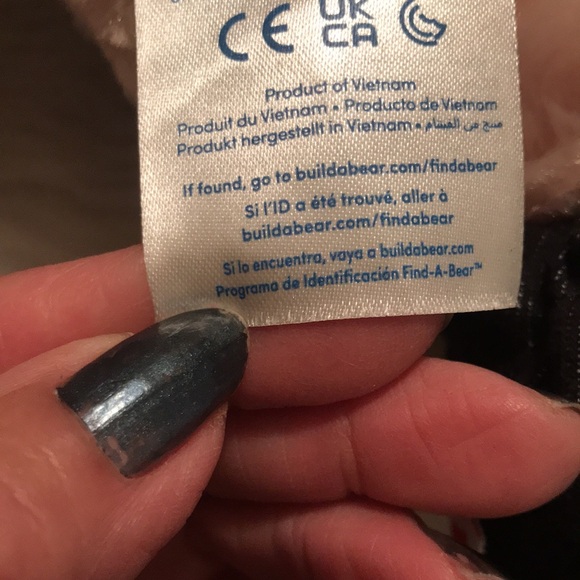 CE UK
CA
Product of Vietnam
Produit du Vietnam • Producto de Vietnam
Produkt hergestellt in Vietnam • منتج من الفيتنام
If found, go to buildabear.com/findabear
Si l'ID a été trouvé, aller à
buildabear.com/findabear
Si lo encuentra, vaya a buildabear.com
Programa de Identificación Find-A-Bear™